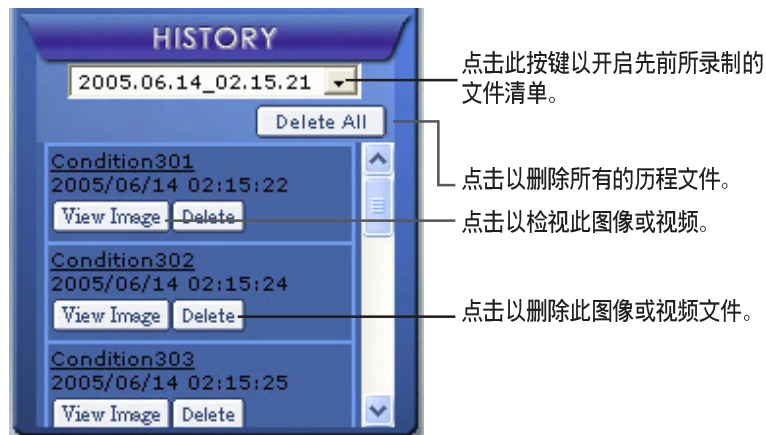 HISTORY
2005.06.14_02.15.21
点击此按键以开启先前所录制的
文件清单。
Delete All
点击以删除所有的历程文件。
Condition301
2005/06/14 02:15:22
View Image Delete
点击以检视此图像或视频。
Condition302
2005/06/14 02:15:24
View Image Delete
点击以删除此图像或视频文件。
Condition303
2005/06/14 02:15:25
View Image Delete